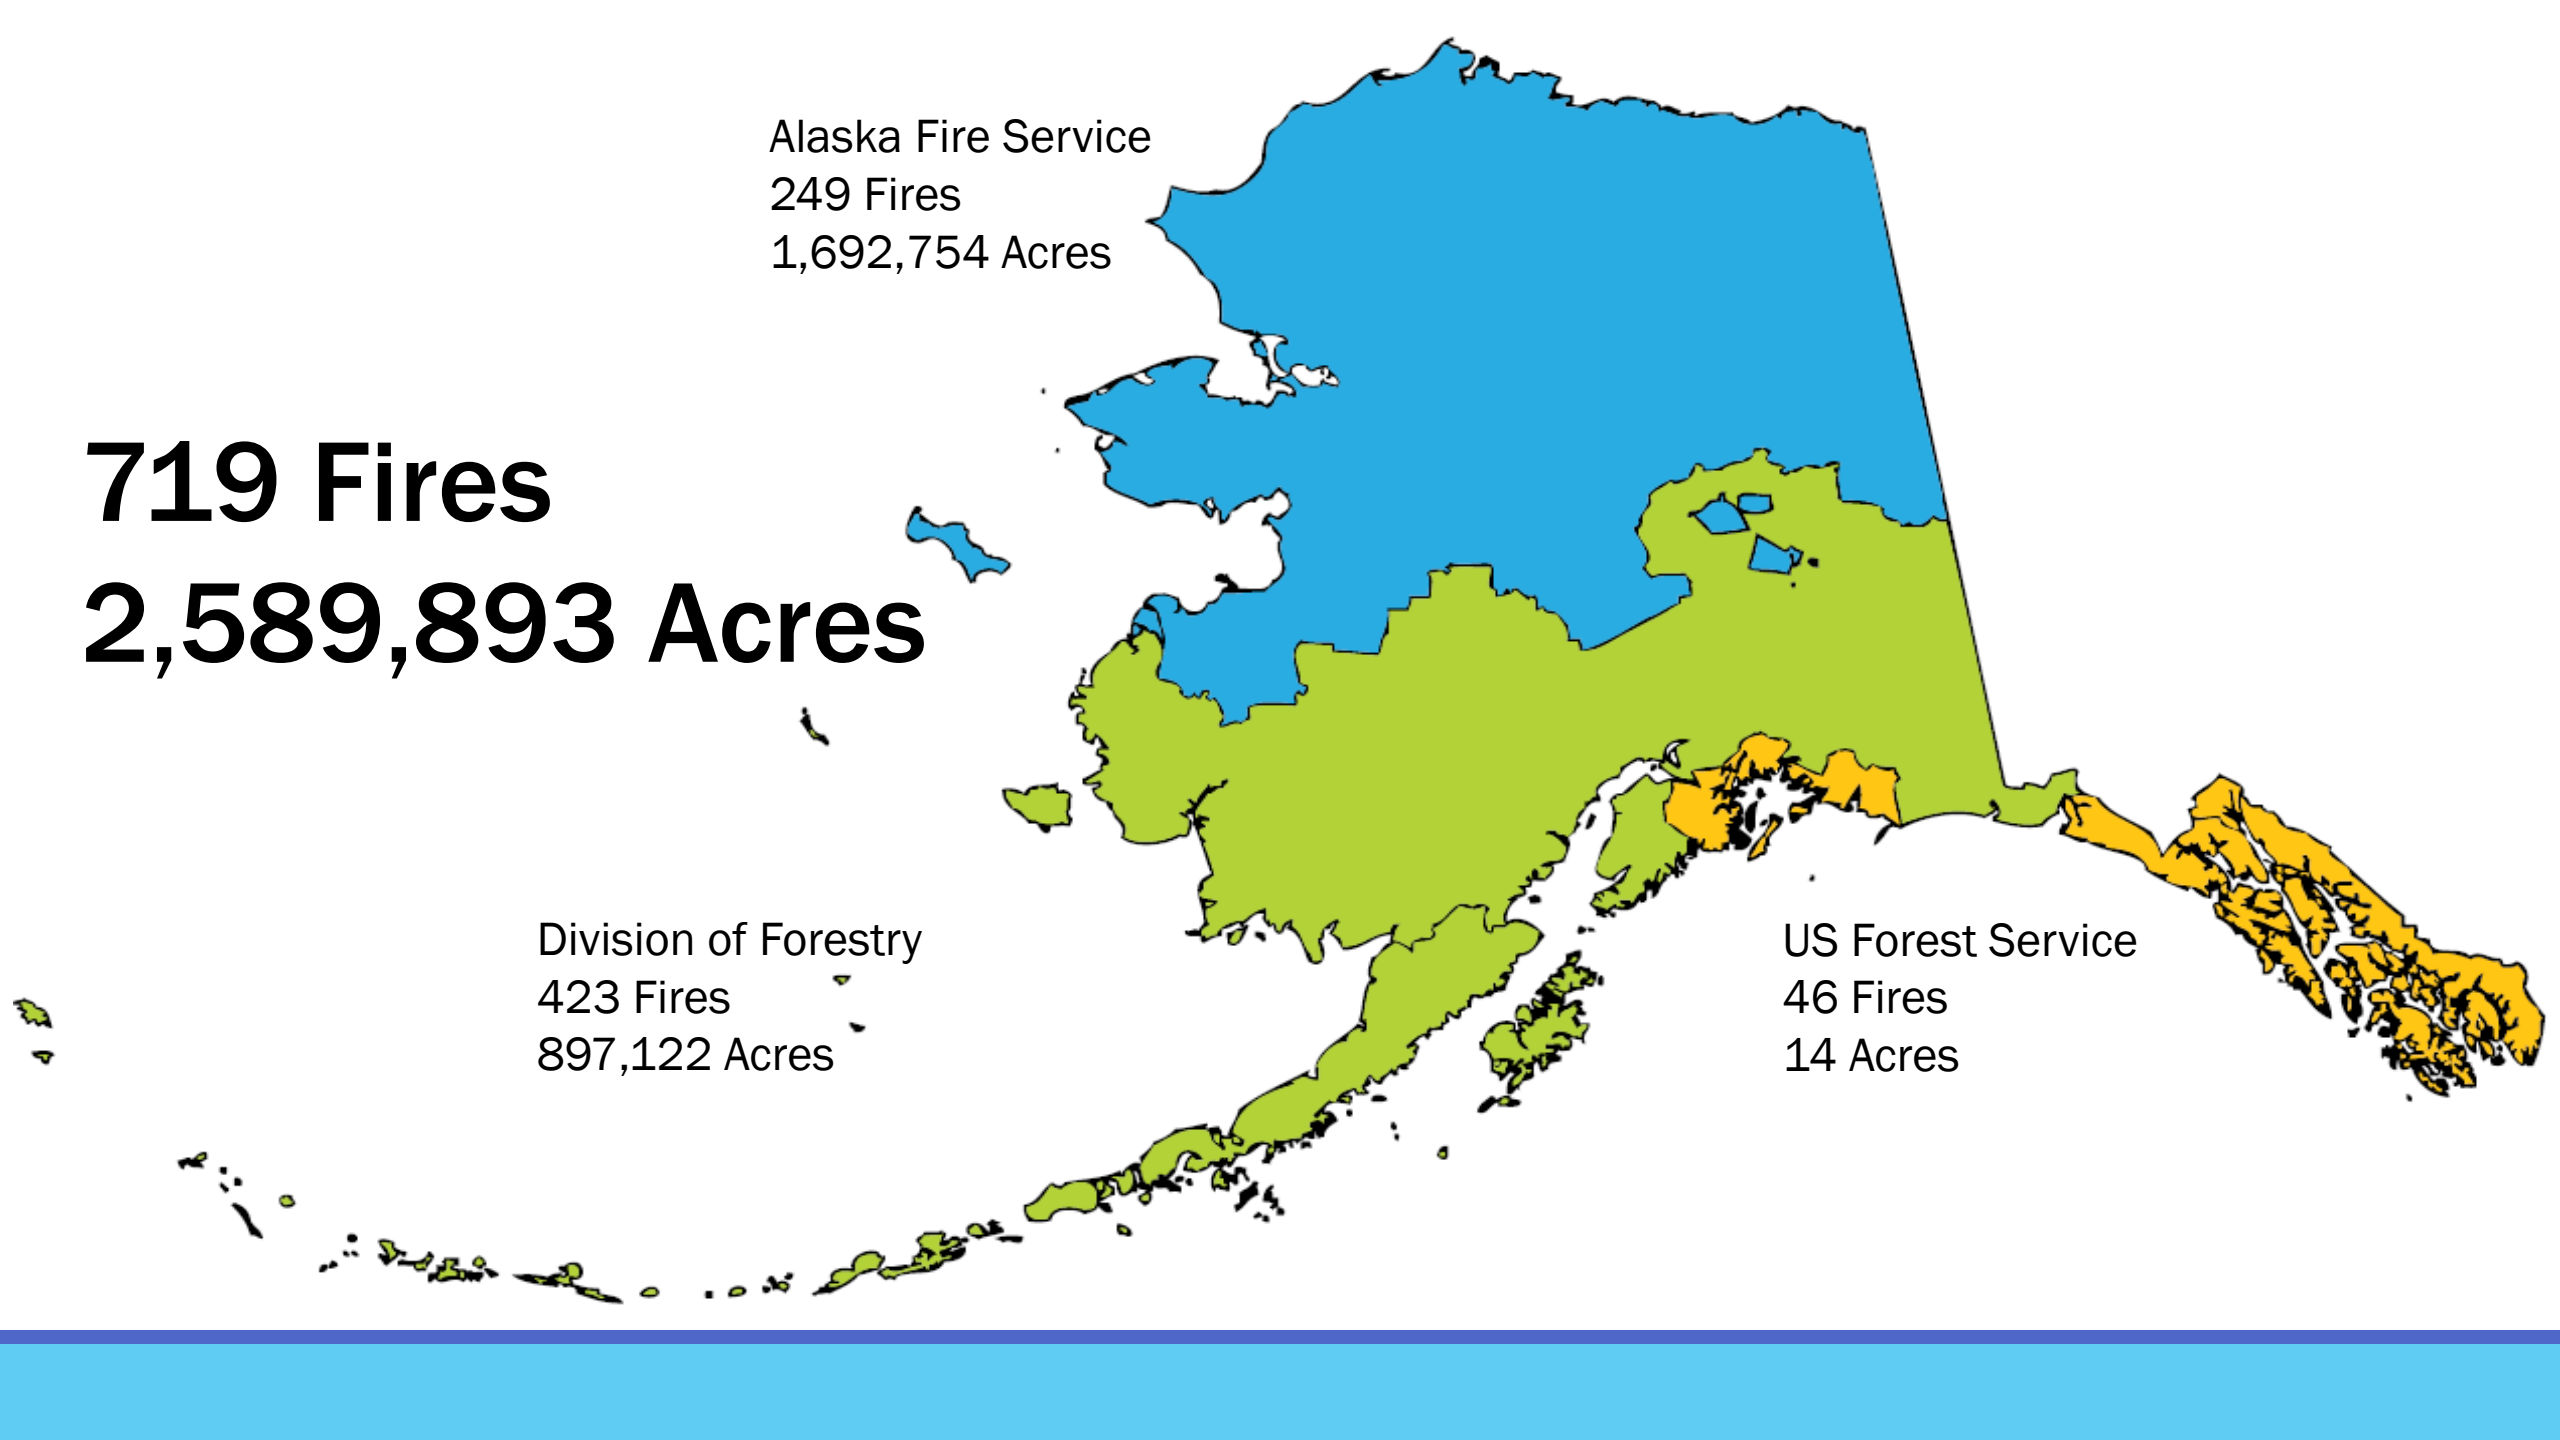 Alaska Fire Service
249 Fires
1,692,754 Acres
719 Fires
2,589,893 Acres
Division of Forestry
423 Fires
897,122 Acres
US Forest Service
46 Fires
14 Acres